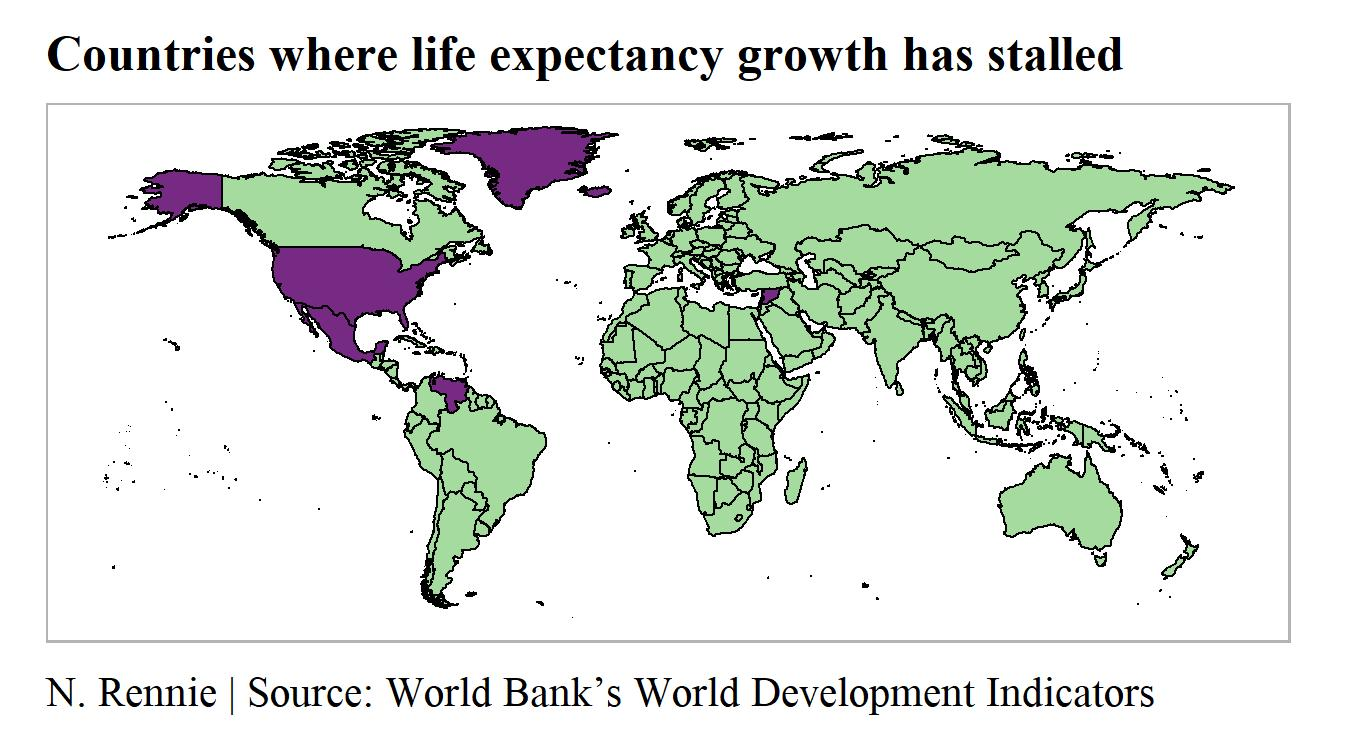 Countries where life expectancy growth has stalled
N. Rennie | Source: World Bank’s World Development Indicators